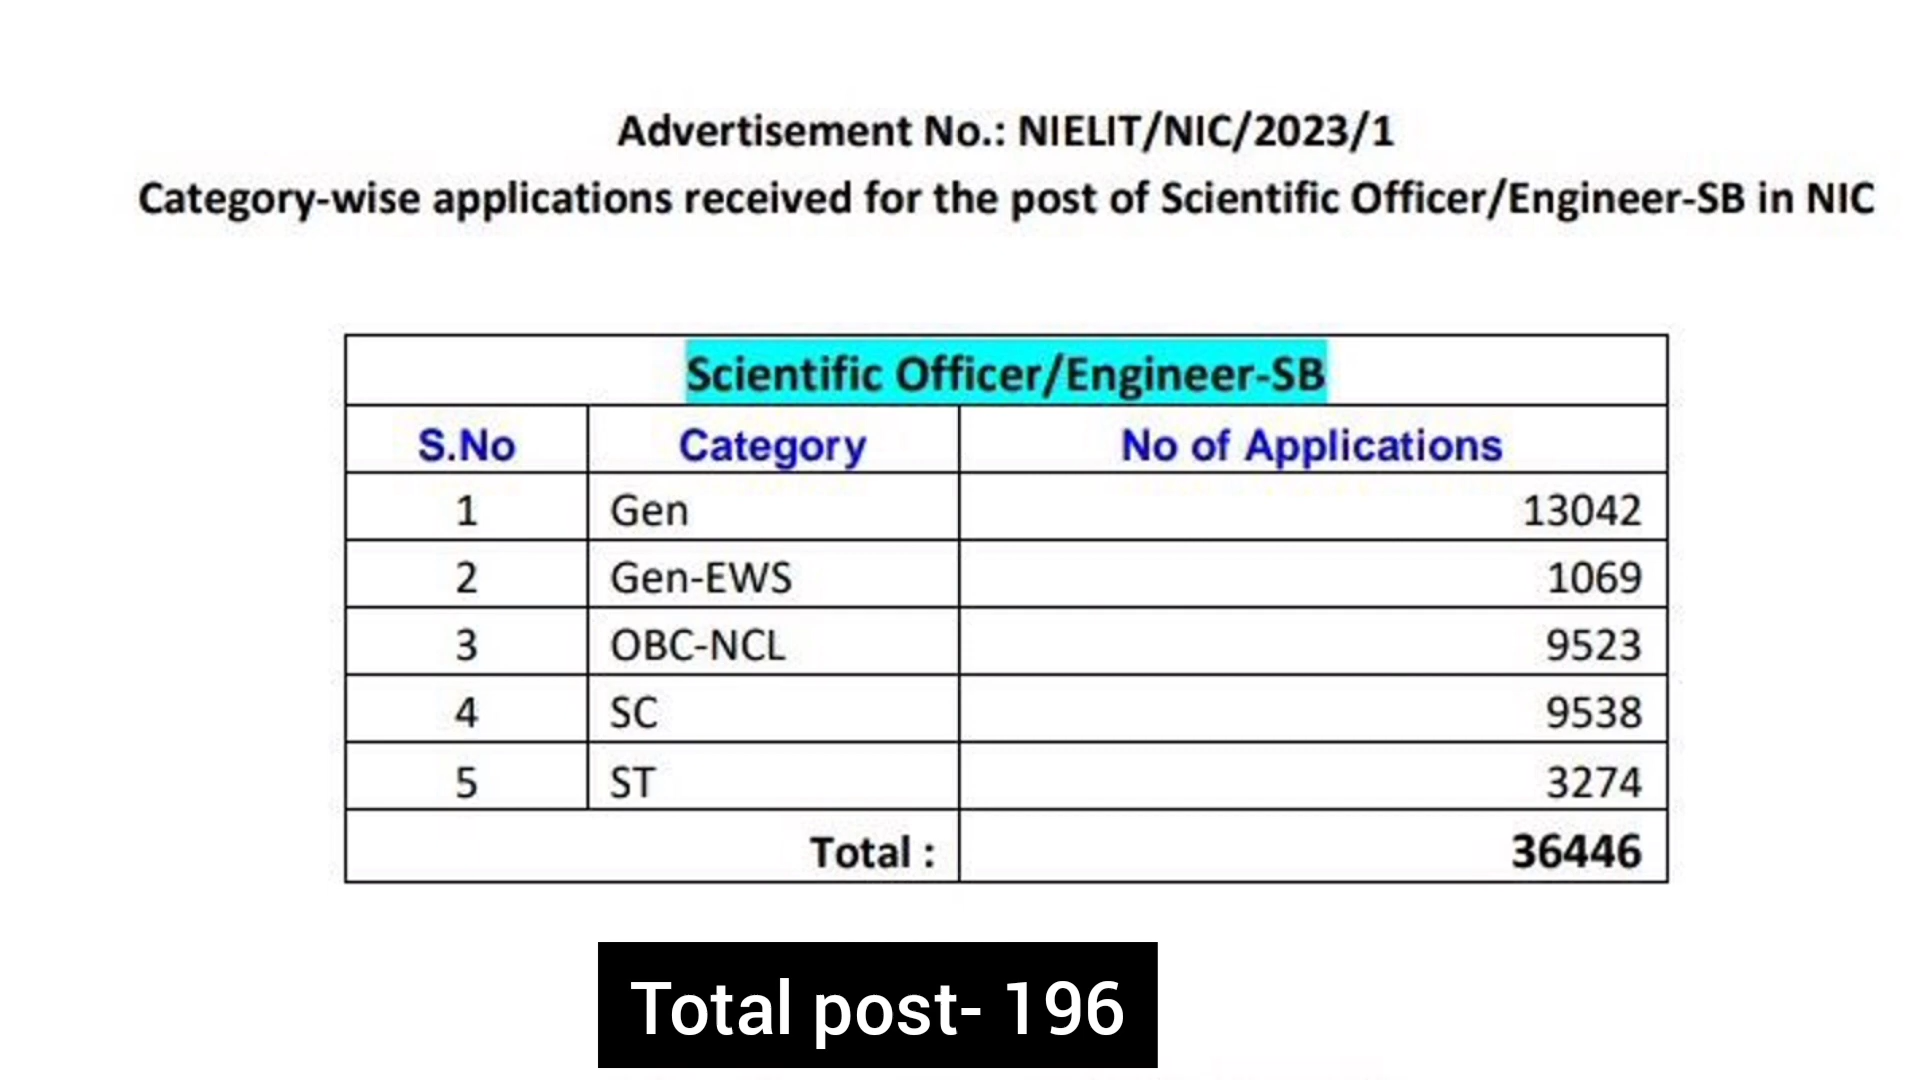 Advertisement No.: NIELIT/NIC/2023/1
Category-wise applications received for the post of Scientific Officer/Engineer-SB in NIC
Scientific Officer/Engineer-SB
S.No Category No of Applications
1 Gen 13042
2 Gen-EWS 1069
3 OBC-NCL 9523
4 SC 9538
5 ST 3274
Total : 36446
Total post- 196